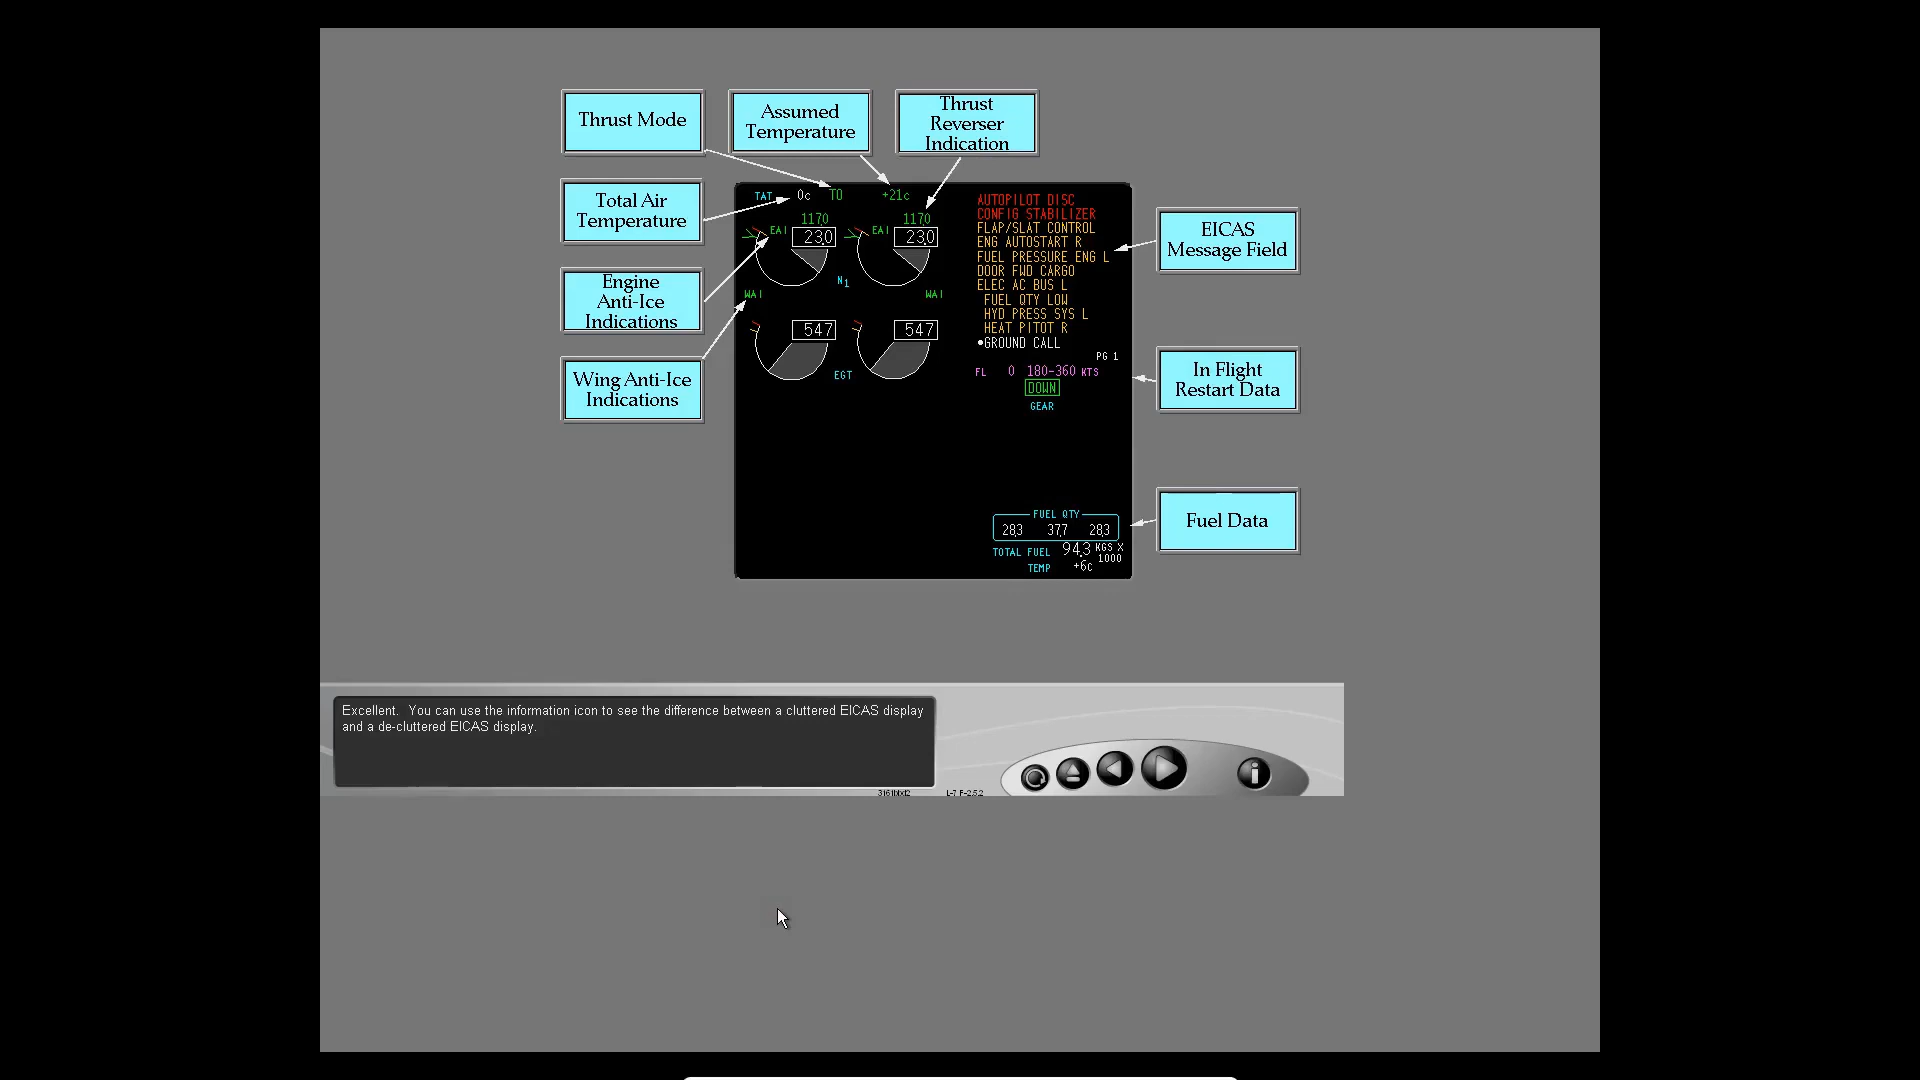 Thrust Mode
Assumed
Temperature
Thrust
Reverser
Indication
Total Air
Temperature
Engine
Anti-Ice
Indications
Wing Anti-Ice
Indications
TAT 0c TO +21c
1170 1170
EAI 23.0 EAI 23.0
N1
WAI WAI
547 547
EGT
AUTOPILOT DISC
CONFIG STABILIZER
FLAP/SLAT CONTROL
ENG AUTOSTART R
FUEL PRESSURE ENG L
DOOR FWD CARGO
ELEC AC BUS L
FUEL QTY LOW
HYD PRESS SYS L
HEAT PITOT R
•GROUND CALL
PG 1
FL 0 180-360 KTS
DOWN
GEAR
FUEL QTY
28.3 37.7 28.3
TOTAL FUEL 94.3 KGS X
1000
TEMP +6c
EICAS
Message Field
In Flight
Restart Data
Fuel Data
Excellent. You can use the information icon to see the difference between a cluttered EICAS display
and a de-cluttered EICAS display.
L-7 F-2.5.2